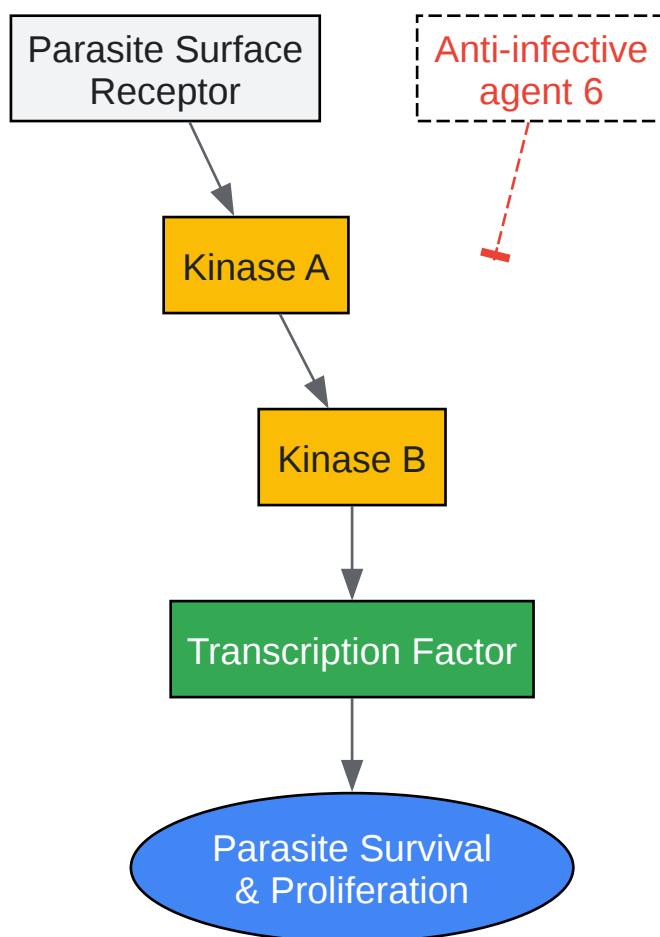 Parasite Surface
Receptor
Anti-infective
agent 6
Kinase A
Kinase B
Transcription Factor
Parasite Survival
& Proliferation